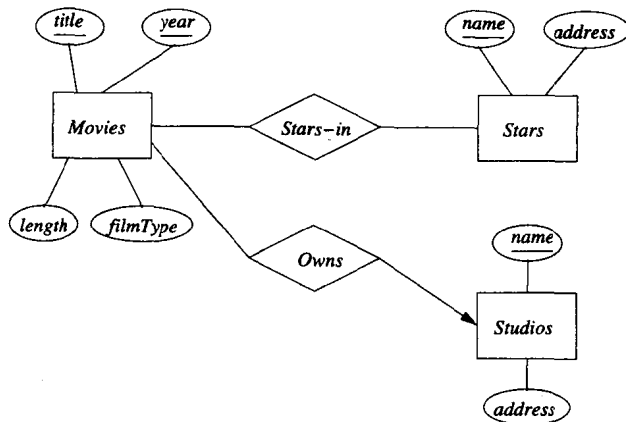 title
year
name
address
Movies
Stars-in
Stars
length
filmType
name
Owns
Studios
address